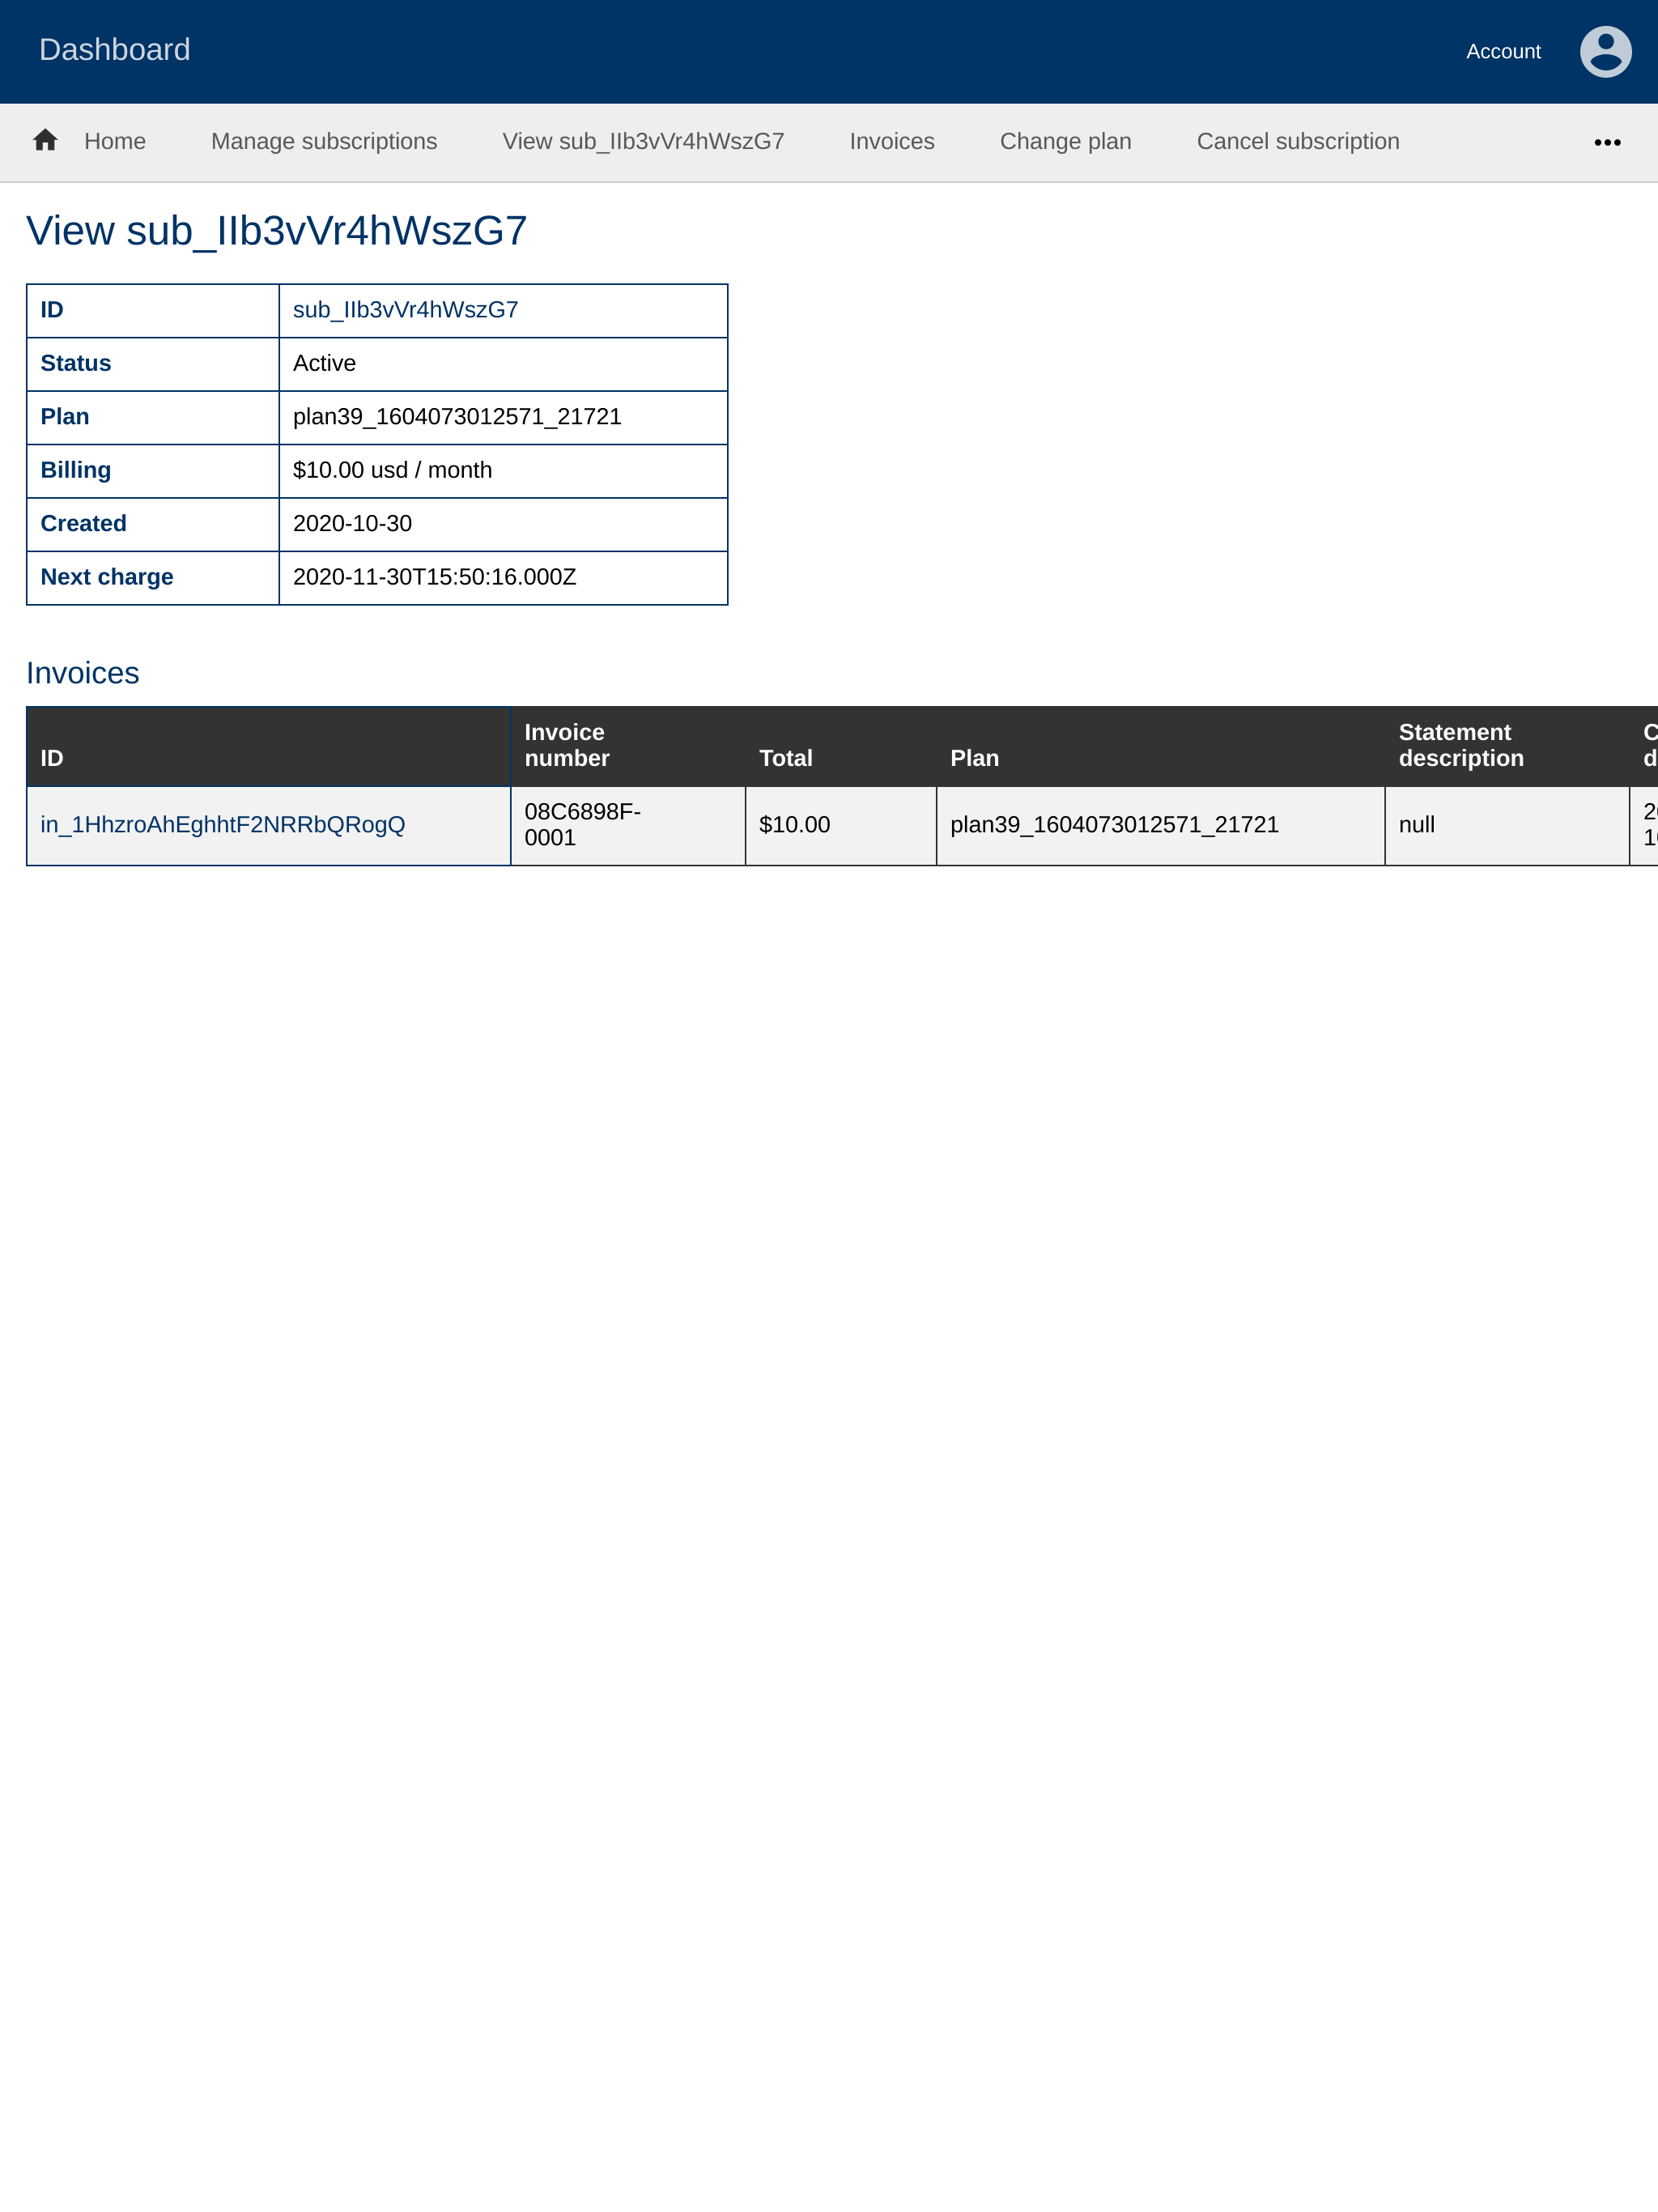 Dashboard
Account
Home Manage subscriptions View sub_IIb3vVr4hWszG7 Invoices Change plan Cancel subscription
View sub_IIb3vVr4hWszG7
ID sub_IIb3vVr4hWszG7
Status Active
Plan plan39_1604073012571_21721
Billing $10.00 usd / month
Created 2020-10-30
Next charge 2020-11-30T15:50:16.000Z
Invoices
Invoice Statement
ID number Total Plan description
08C6898F-
in_1HhzroAhEghhtF2NRRbQRogQ $10.00 plan39_1604073012571_21721 null
0001